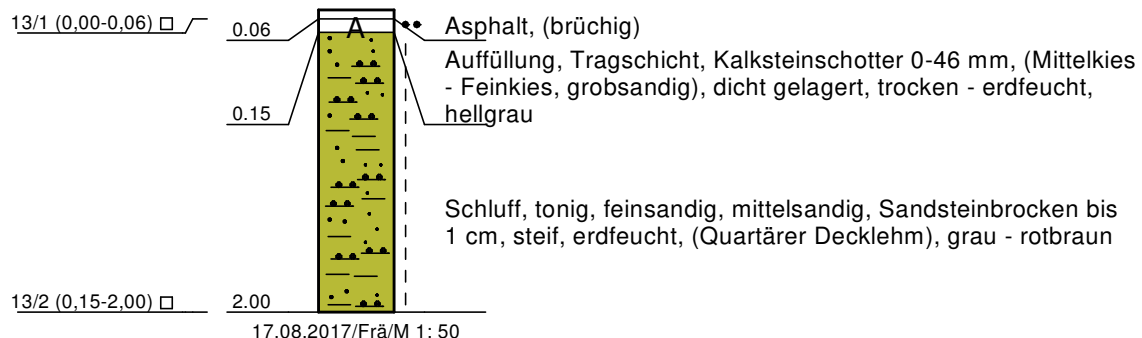 13/1 (0,00-0,06)
0.06
A
Asphalt, (brüchig)
Auffüllung, Tragschicht, Kalksteinschotter 0-46 mm, (Mittelkies
- Feinkies, grobsandig), dicht gelagert, trocken - erdfeucht,
hellgrau
0.15
Schluff, tonig, feinsandig, mittelsandig, Sandsteinbrocken bis
1 cm, steif, erdfeucht, (Quartärer Decklehm), grau - rotbraun
13/2 (0,15-2,00)
2.00
17.08.2017/Frä/M 1: 50